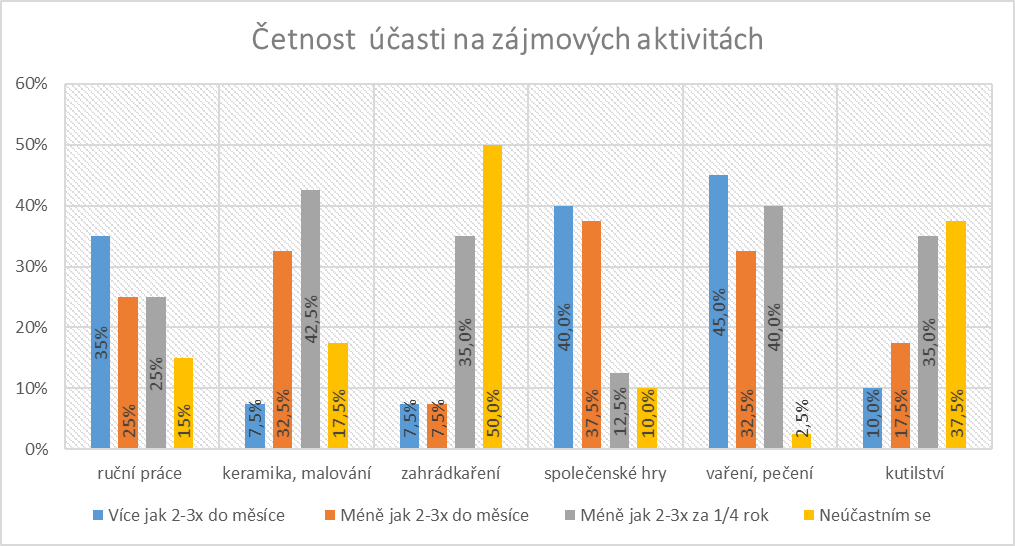 Četnost účasti na zájmových aktivitách
60%
50%
40%
30%
20%
10%
0%
35% 25% 25% 15%
7,5% 32,5% 42,5% 17,5%
7,5% 7,5% 35,0% 50,0%
40,0% 37,5% 12,5% 10,0%
45,0% 32,5% 40,0% 2,5%
10,0% 17,5% 35,0% 37,5%
ruční práce keramika, malování zahrádkaření společenské hry vaření, pečení kutilství
Více jak 2-3x do měsíce Méně jak 2-3x do měsíce Méně jak 2-3x za 1/4 rok Neúčastním se